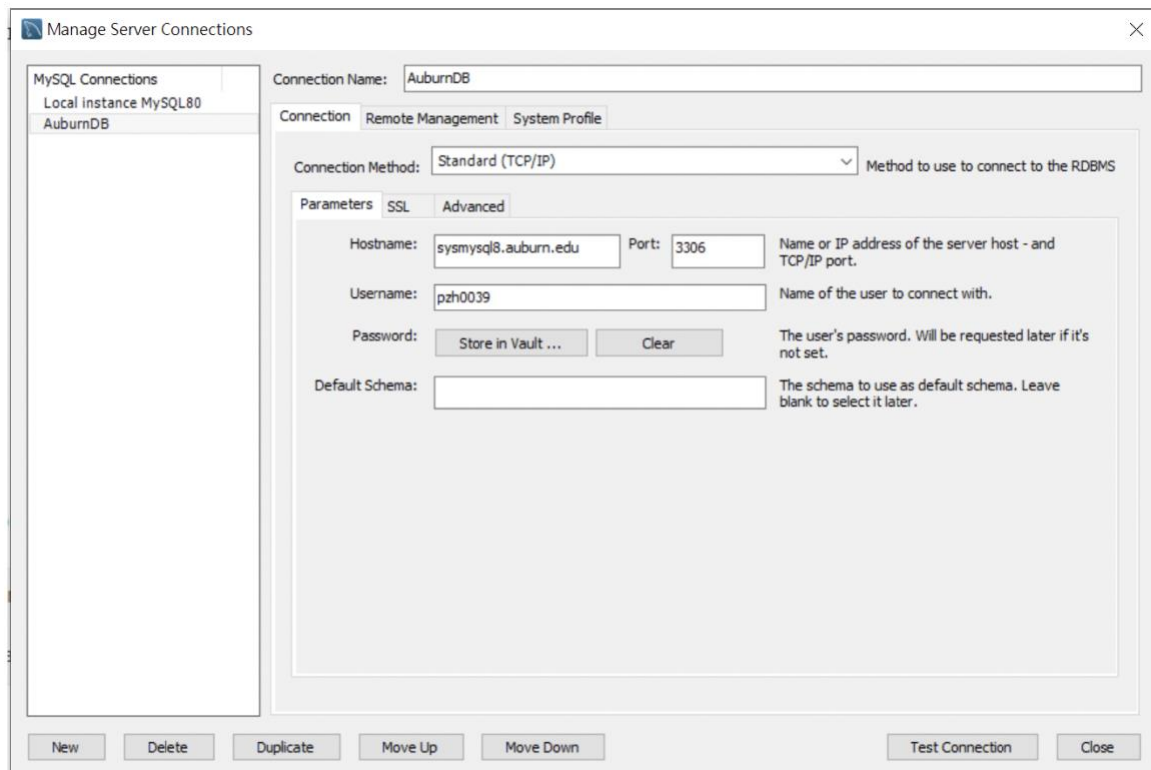 Manage Server Connections
MySQL Connections
Local instance MySQL80
AuburnDB
Connection Name: AuburnDB
Connection Remote Management System Profile
Connection Method: Standard (TCP/IP) Method to use to connect to the RDBMS
Parameters SSL Advanced
Hostname: sysmysql8.auburn.edu Port: 3306 Name or IP address of the server host - and
TCP/IP port.
Username: pzh0039 Name of the user to connect with.
Password: Store in Vault ... Clear The user's password. Will be requested later if it's
not set.
Default Schema: The schema to use as default schema. Leave
blank to select it later.
New Delete Duplicate Move Up Move Down Test Connection Close